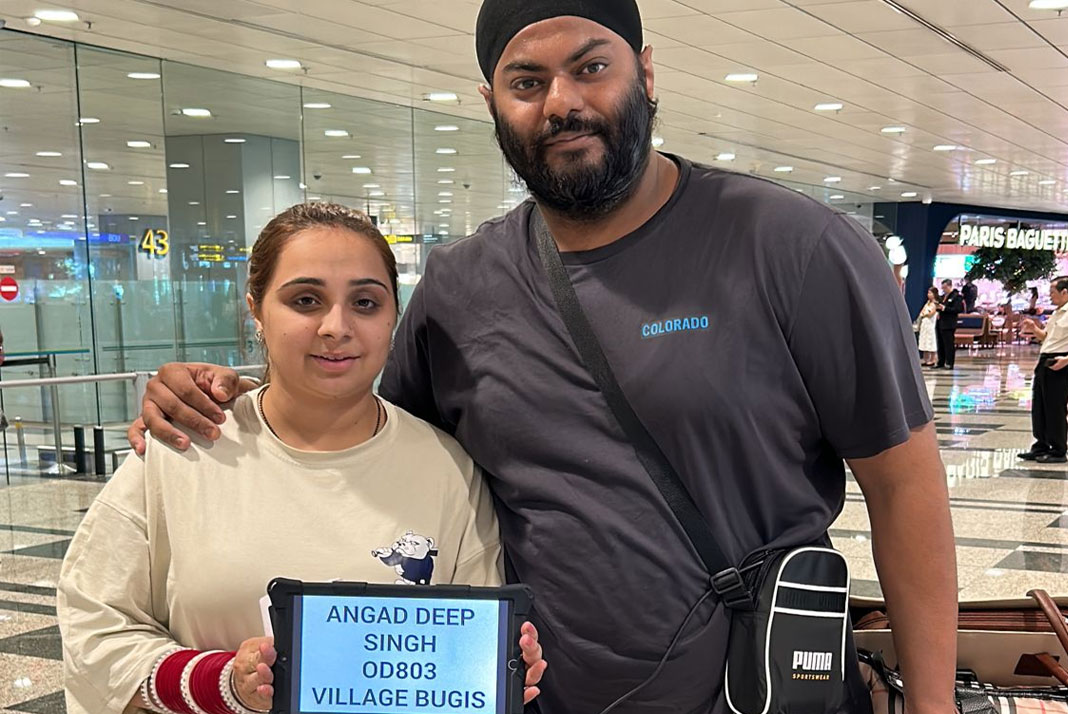 43
PARIS BAGUETTE
COLORADO
ANGAD DEEP
SINGH
OD803
VILLAGE BUGIS
PUMA
SPORTSWEAR